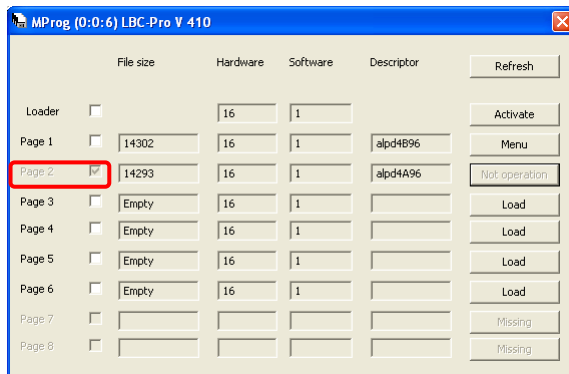 MProg (0:0:6) LBC-Pro V 410
File size Hardware Software Descriptor Refresh
Loader 16 1 Activate
Page 1 14302 16 1 alpd4B96 Menu
Page 2 14293 16 1 alpd4A96 Not operation
Page 3 Empty 16 1 Load
Page 4 Empty 16 1 Load
Page 5 Empty 16 1 Load
Page 6 Empty 16 1 Load
Page 7 Missing
Page 8 Missing